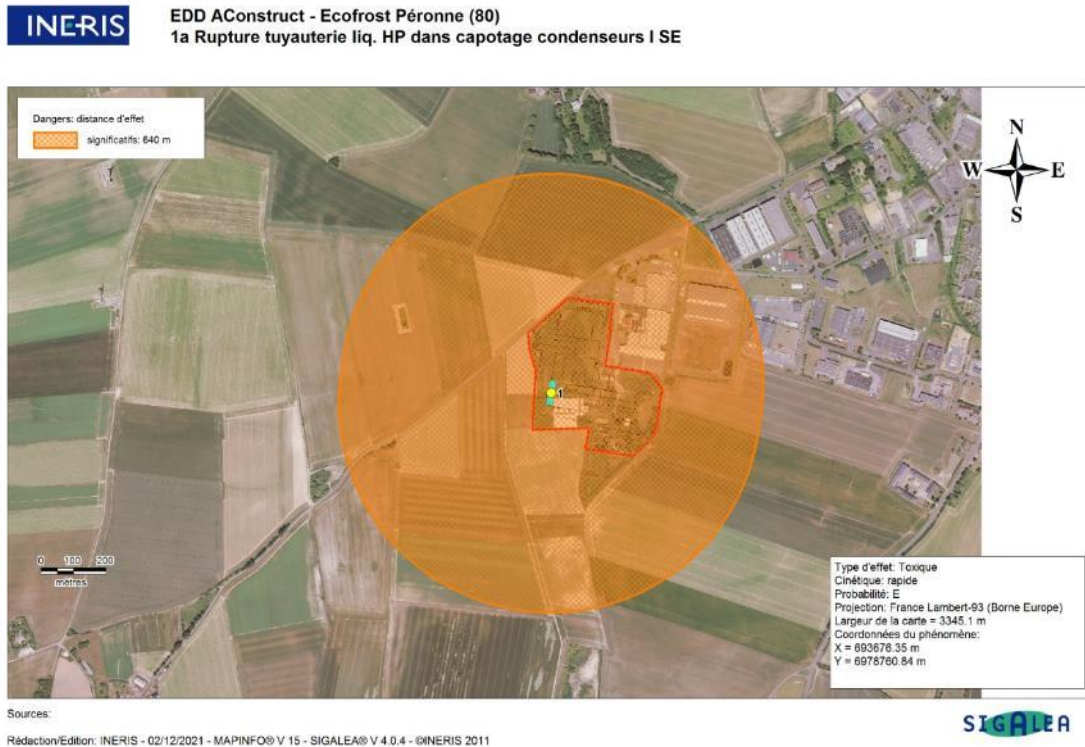 INERIS
EDD AConstruct - Ecofrost Péronne (80)
1a Rupture tuyauterie liq. HP dans capotage condenseurs I SE
Dangers: distance d'effet
significatifs: 640 m
N
W E
S
1
0 100 200
mètres
Type d'effet: Toxique
Cinétique: rapide
Probabilité: E
Projection: France Lambert-93 (Borne Europe)
Largeur de la carte = 3345.1 m
Coordonnées du phénomène:
X = 693676.35 m
Y = 6978760.84 m
Sources:
Rédaction/Edition: INERIS - 02/12/2021 - MAPINFO® V 15 - SIGALEA® V 4.0.4 - ©INERIS 2011
SIGALEA